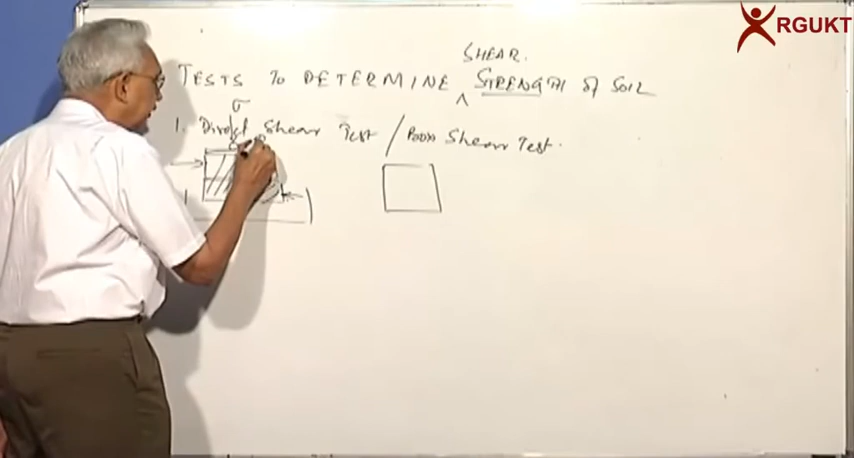 RGUKT
SHEAR.
TESTS To DETERMINE ^ STRENGTH of SOIL
σ
1. Direct Shear Test / Box Shear Test.